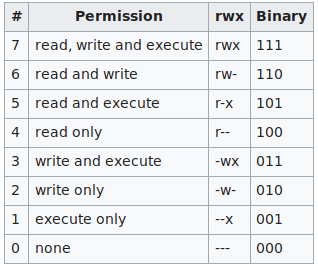 # Permission rwx Binary
7 read, write and execute rwx 111
6 read and write rw- 110
5 read and execute r-x 101
4 read only r-- 100
3 write and execute -wx 011
2 write only -w- 010
1 execute only --x 001
0 none --- 000